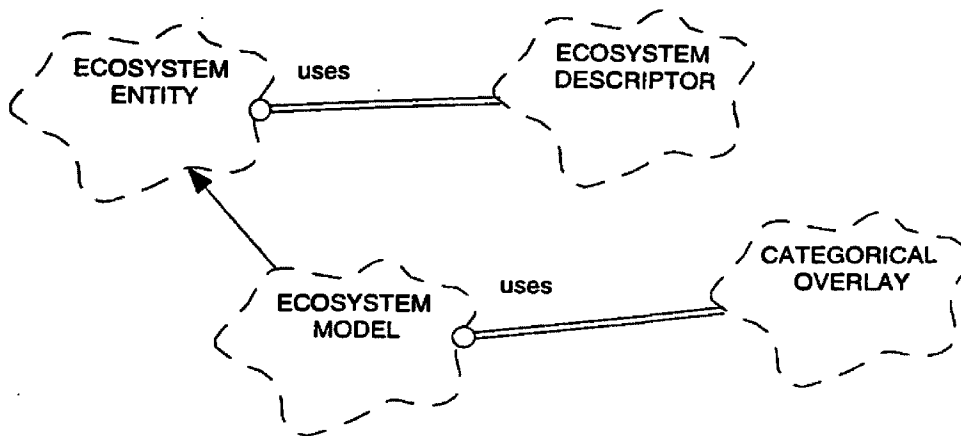 ECOSYSTEM
ENTITY
uses
ECOSYSTEM
DESCRIPTOR
ECOSYSTEM
MODEL
uses
CATEGORICAL
OVERLAY